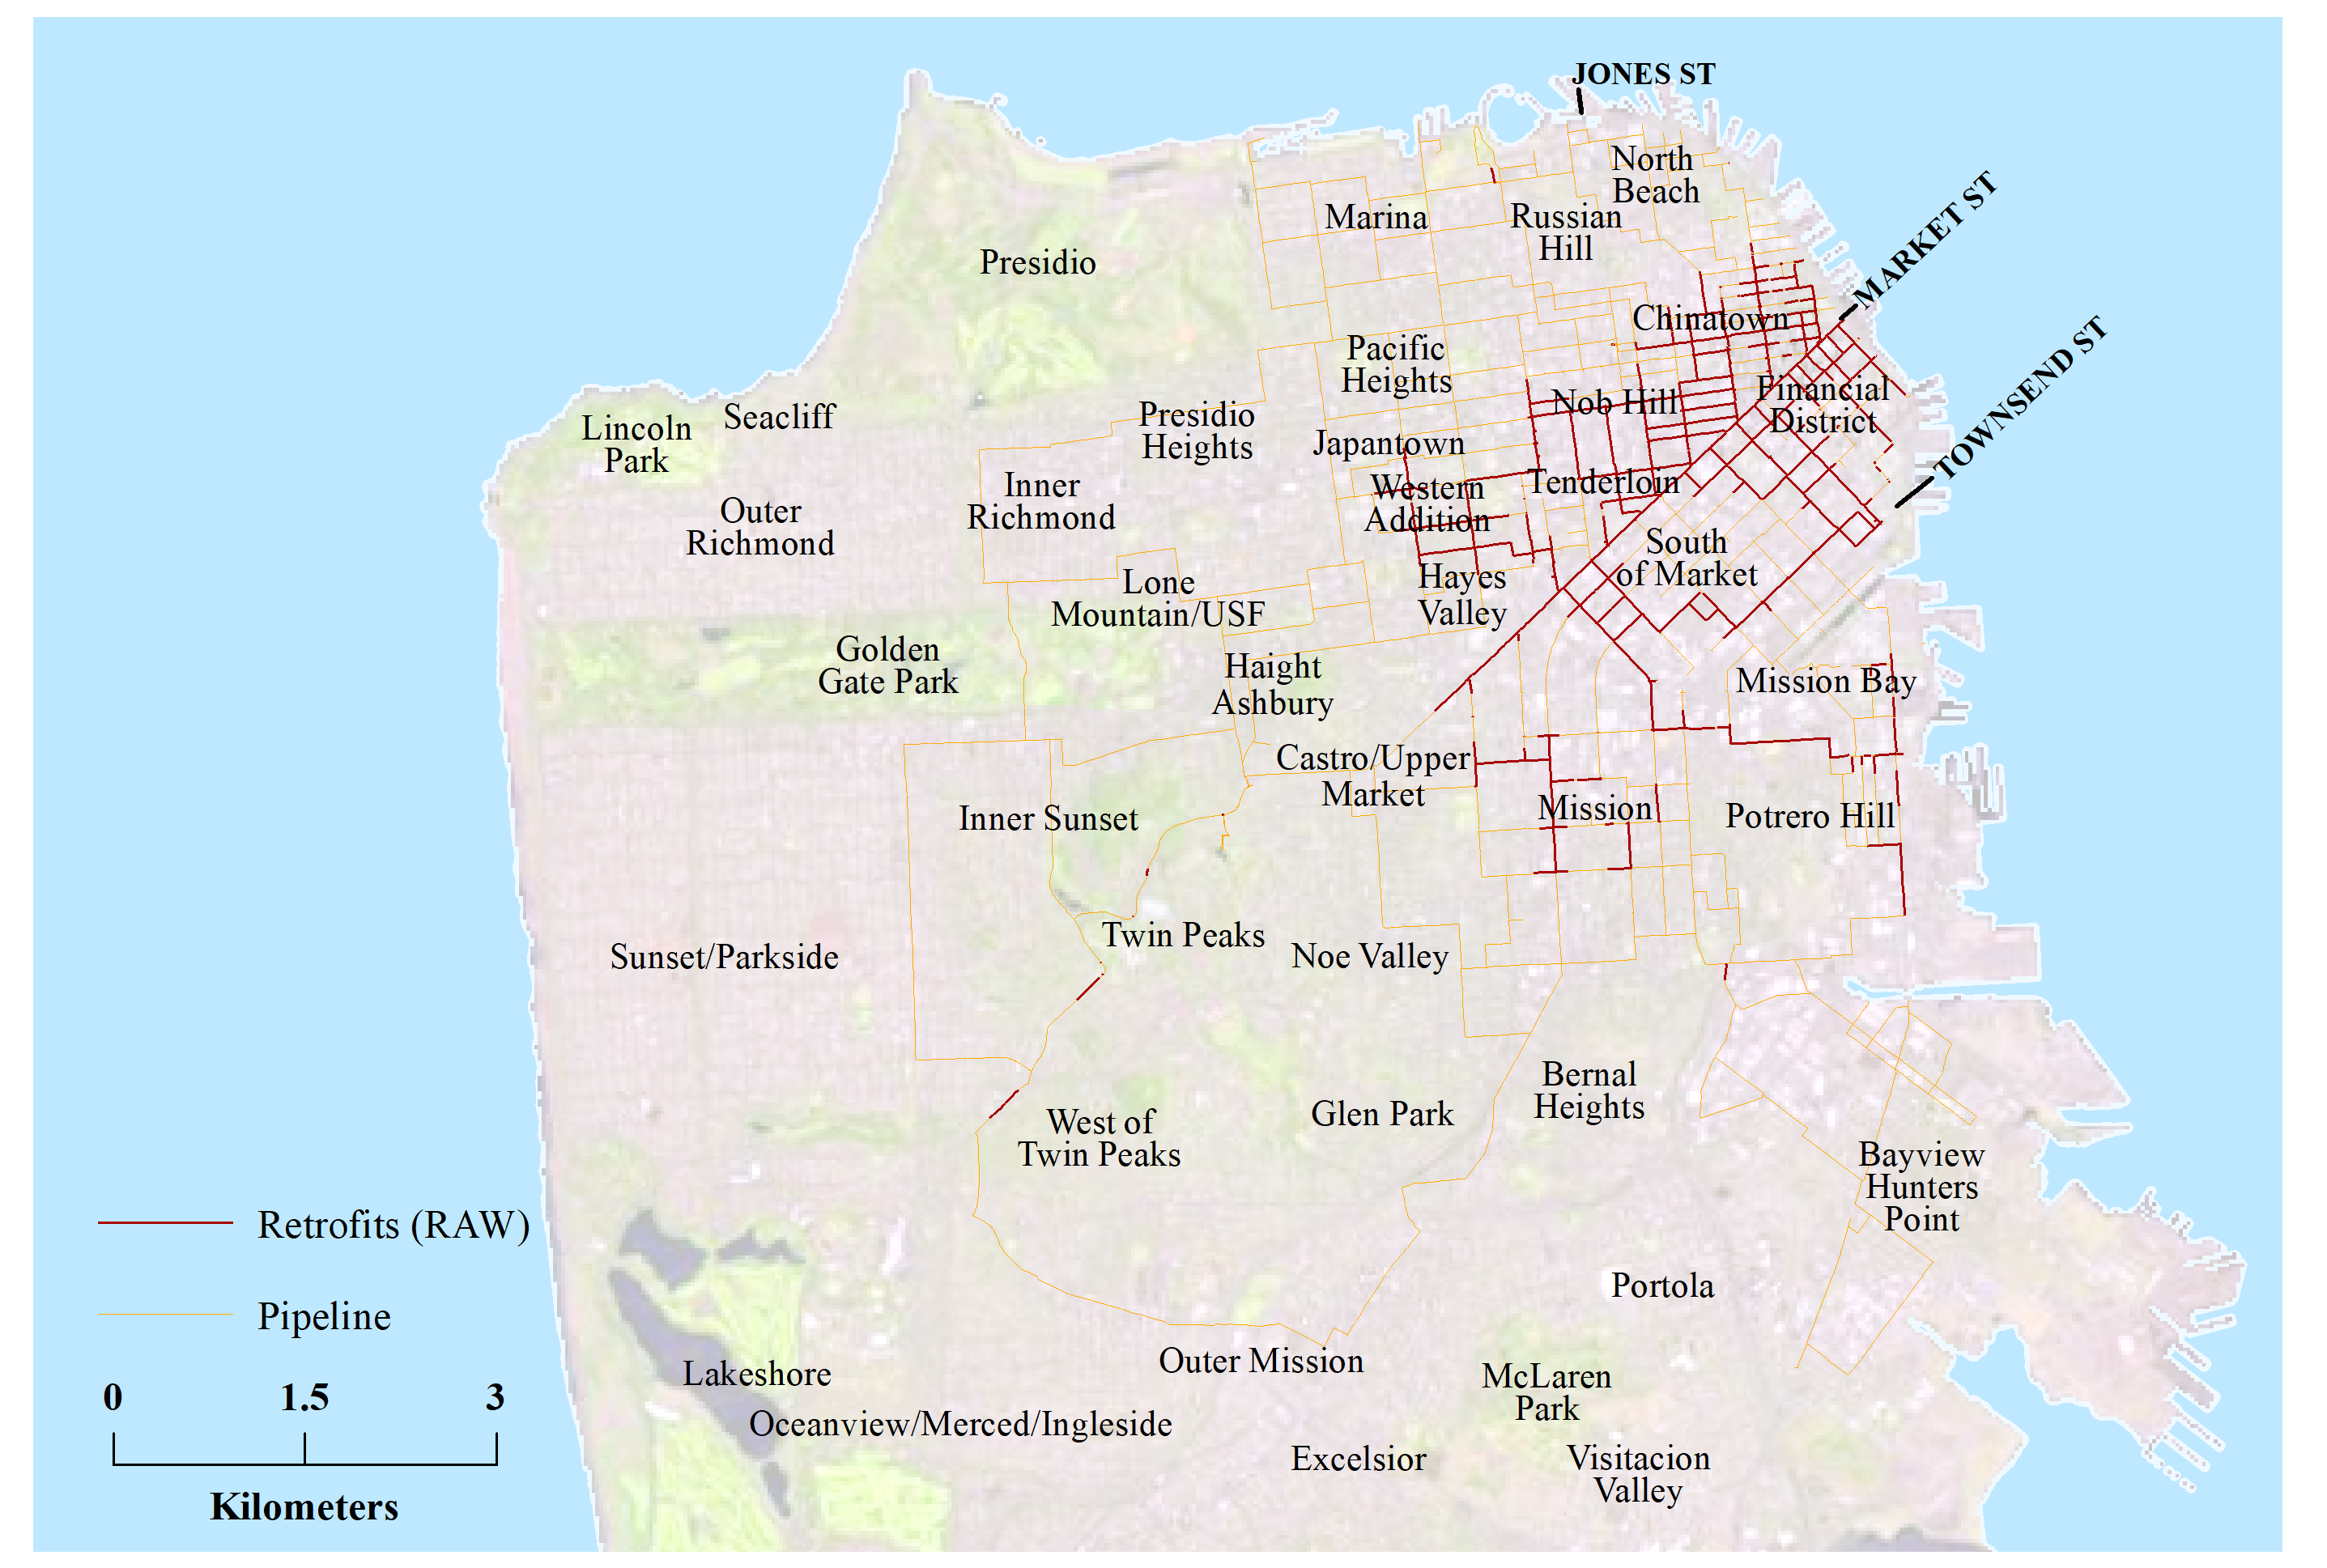 JONES ST
North
Beach
MARKET ST
Marina
Russian
Hill
Presidio
Chinatown
TOWNSEND ST
Pacific
Heights
Financial
District
Nob Hill
Lincoln
Park
Seacliff
Presidio
Heights
Japantown
Inner
Richmond
Western
Addition
Tenderloin
Outer
Richmond
South
of Market
Lone
Mountain/USF
Hayes
Valley
Golden
Gate Park
Haight
Ashbury
Mission Bay
Castro/Upper
Market
Inner Sunset
Mission
Potrero Hill
Sunset/Parkside
Twin Peaks
Noe Valley
Bernal
Heights
West of
Twin Peaks
Glen Park
Bayview
Hunters
Point
Retrofits (RAW)
Portola
Pipeline
Outer Mission
Lakeshore
McLaren
Park
0 1.5 3
Oceanview/Merced/Ingleside
Excelsior
Visitacion
Valley
Kilometers